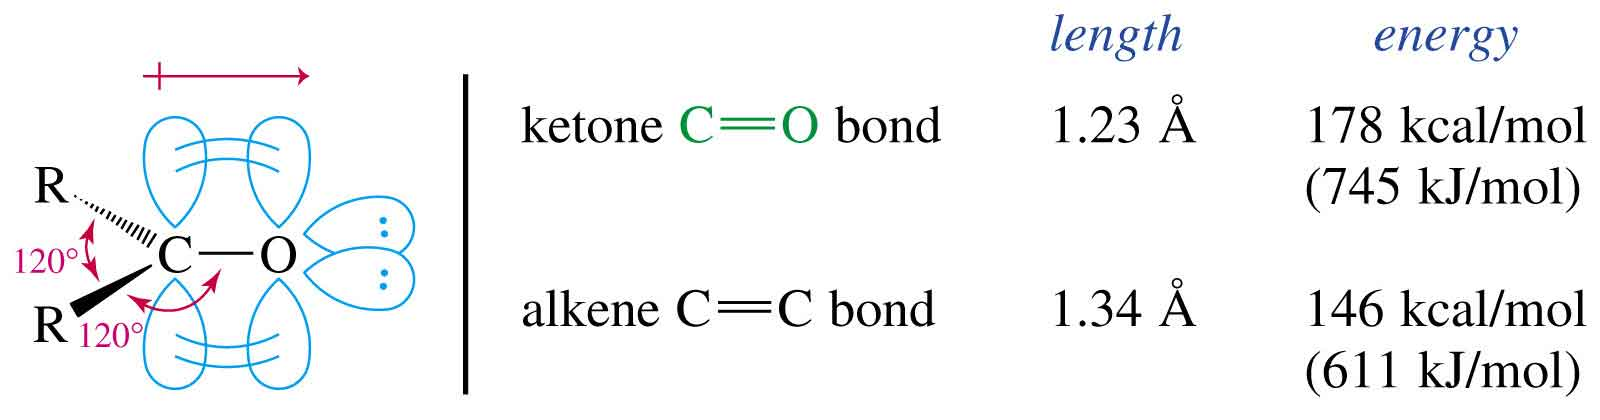 length energy
ketone C=O bond 1.23 Å 178 kcal/mol
(745 kJ/mol)
alkene C=C bond 1.34 Å 146 kcal/mol
(611 kJ/mol)
R
120°
C—O
R
120°